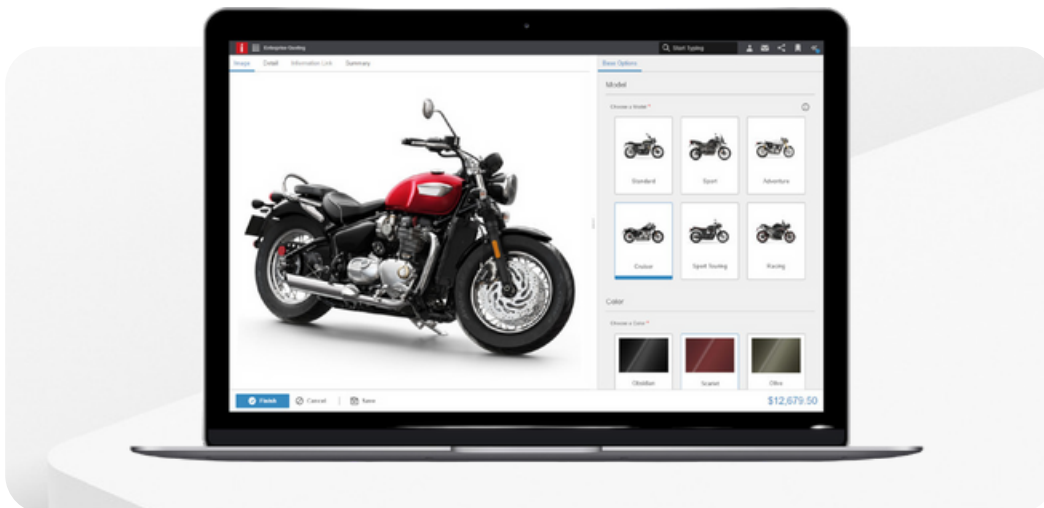 i Enterprise Quoting Start Typing
Image Detail Information Link Summary Base Options
Model
Choose a Model *
Standard Sport Adventure
Cruiser Sport Touring Racing
Color
Choose a Color *
Obsidian Scarlet Olive
Finish Cancel Save $12,679.50